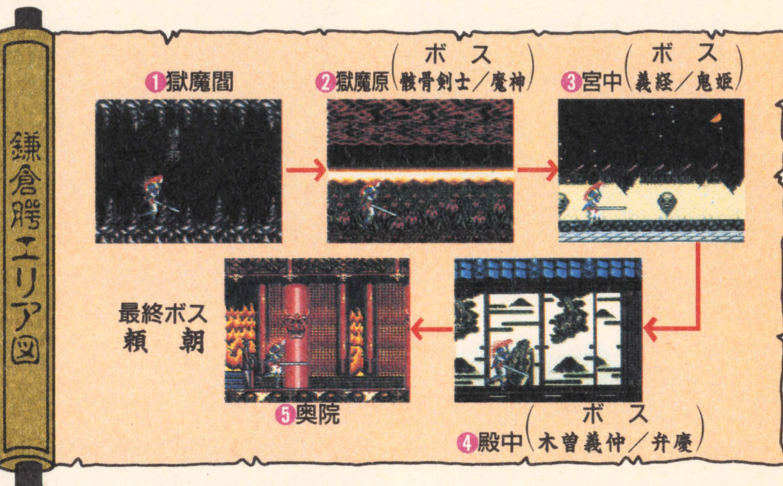 鎌倉腭エリア図
❶獄魔閻
❷獄魔原(ボス 骸骨剣士/魔神)
❸宮中(ボス 義経/鬼姫)
❹殿中(ボス 木曽義仲/弁慶)
❺奥院
最終ボス
頼朝